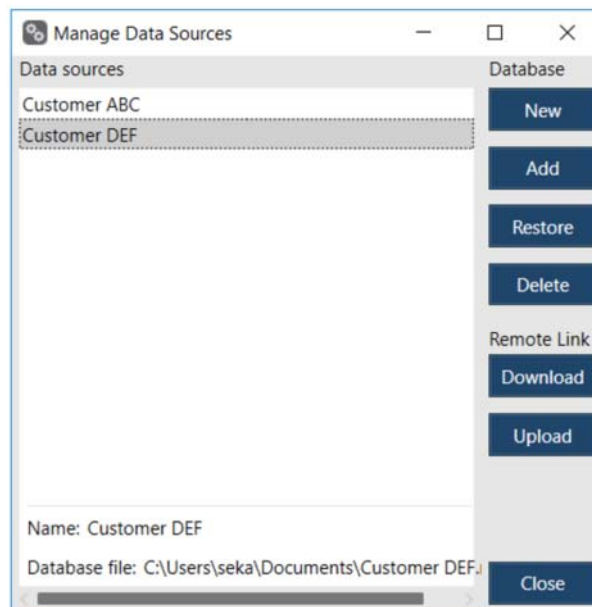 Manage Data Sources
Data sources
Database
Customer ABC
Customer DEF
New
Add
Restore
Delete
Remote Link
Download
Upload
Name: Customer DEF
Database file: C:\Users\seka\Documents\Customer DEF.
Close